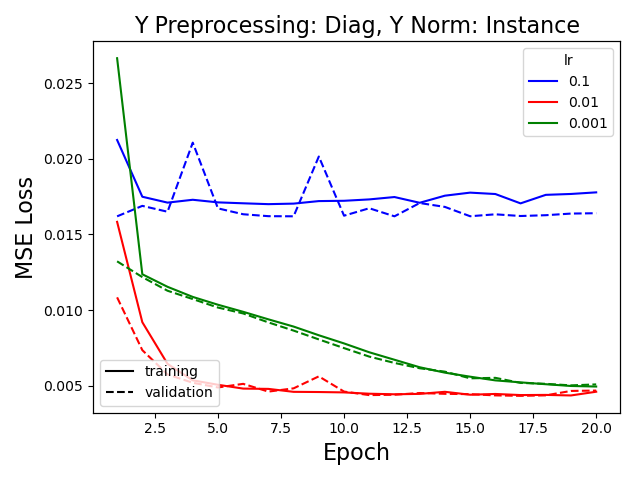 Y Preprocessing: Diag, Y Norm: Instance
MSE Loss
0.025
0.020
0.015
0.010
0.005
lr
0.1
0.01
0.001
training
validation
2.5 5.0 7.5 10.0 12.5 15.0 17.5 20.0
Epoch